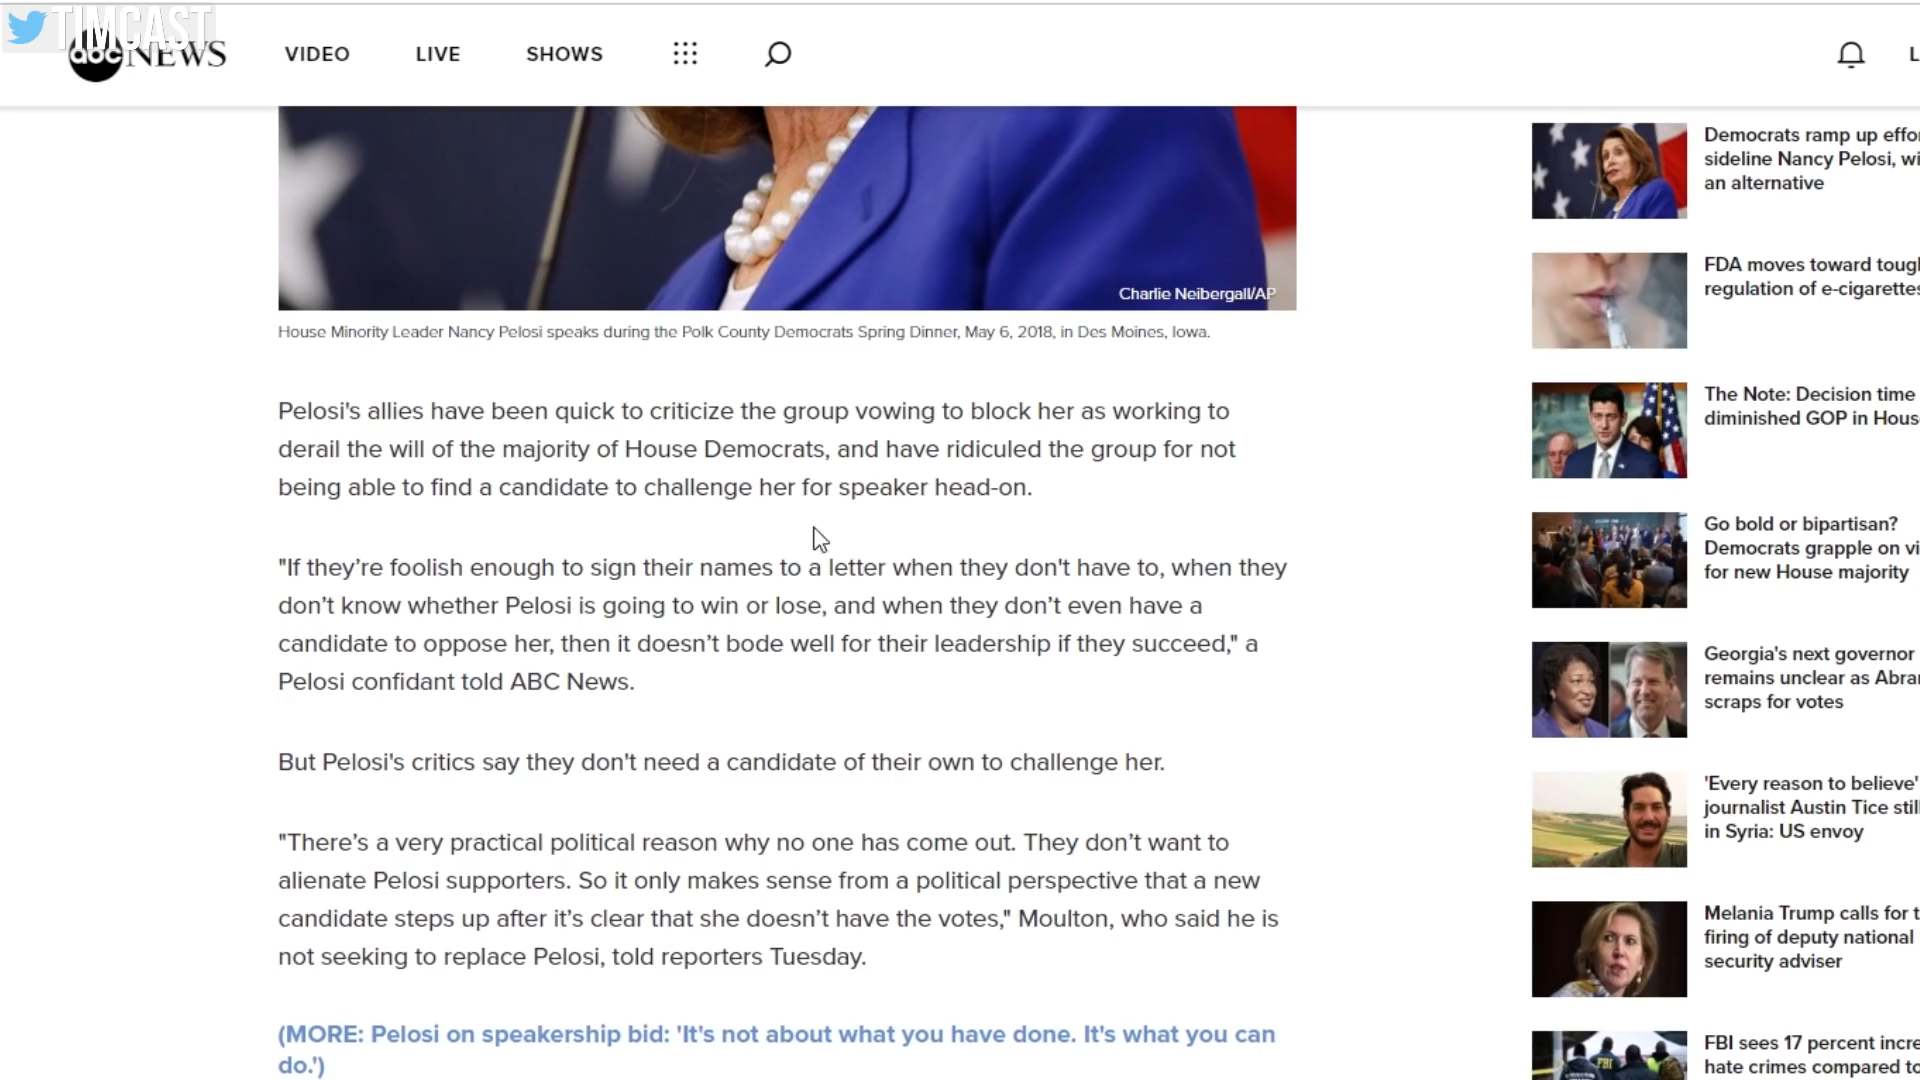 TIMCAST
abc NEWS
VIDEO
LIVE
SHOWS
L
Charlie Neibergall/AP
House Minority Leader Nancy Pelosi speaks during the Polk County Democrats Spring Dinner, May 6, 2018, in Des Moines, Iowa.
Pelosi's allies have been quick to criticize the group vowing to block her as working to
derail the will of the majority of House Democrats, and have ridiculed the group for not
being able to find a candidate to challenge her for speaker head-on.
"If they’re foolish enough to sign their names to a letter when they don't have to, when they
don’t know whether Pelosi is going to win or lose, and when they don’t even have a
candidate to oppose her, then it doesn’t bode well for their leadership if they succeed," a
Pelosi confidant told ABC News.
But Pelosi's critics say they don't need a candidate of their own to challenge her.
"There’s a very practical political reason why no one has come out. They don’t want to
alienate Pelosi supporters. So it only makes sense from a political perspective that a new
candidate steps up after it’s clear that she doesn’t have the votes," Moulton, who said he is
not seeking to replace Pelosi, told reporters Tuesday.
(MORE: Pelosi on speakership bid: 'It's not about what you have done. It's what you can
do.')
Democrats ramp up effo
sideline Nancy Pelosi, wi
an alternative
FDA moves toward toug
regulation of e-cigarettes
The Note: Decision time
diminished GOP in Hous
Go bold or bipartisan?
Democrats grapple on vi
for new House majority
Georgia's next governor
remains unclear as Abra
scraps for votes
'Every reason to believe'
journalist Austin Tice stil
in Syria: US envoy
Melania Trump calls for t
firing of deputy national
security adviser
FBI sees 17 percent incre
hate crimes compared to
FBI